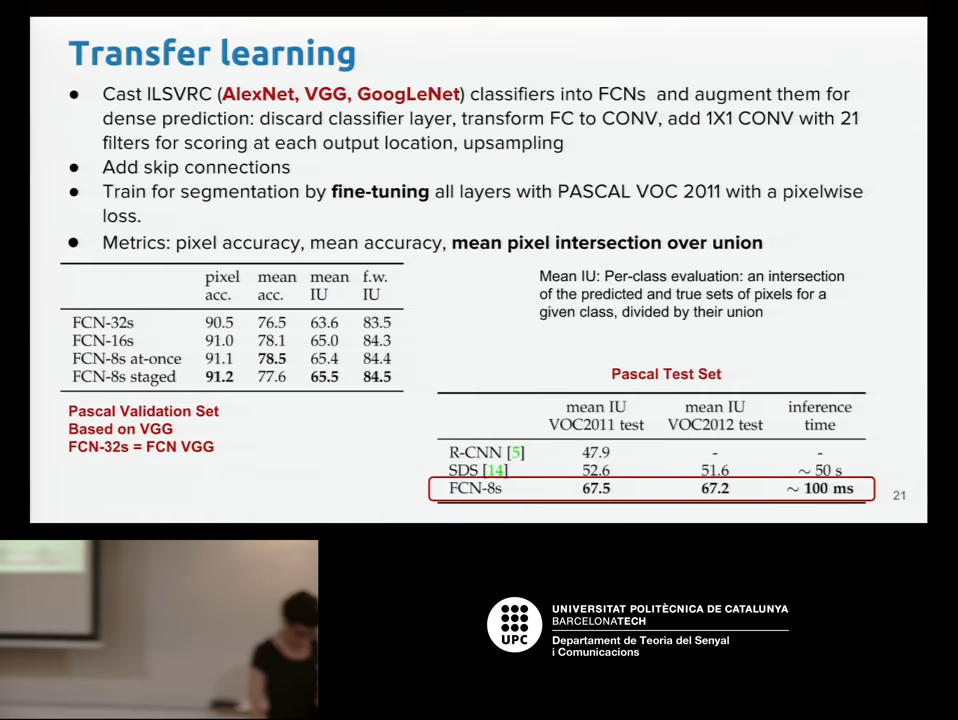 Transfer learning
● Cast ILSVRC (AlexNet, VGG, GoogLeNet) classifiers into FCNs and augment them for
dense prediction: discard classifier layer, transform FC to CONV, add 1X1 CONV with 21
filters for scoring at each output location, upsampling
● Add skip connections
● Train for segmentation by fine-tuning all layers with PASCAL VOC 2011 with a pixelwise
loss.
● Metrics: pixel accuracy, mean accuracy, mean pixel intersection over union
pixel mean mean f.w.
acc. acc. IU IU
FCN-32s 90.5 76.5 63.6 83.5
FCN-16s 91.0 78.1 65.0 84.3
FCN-8s at-once 91.1 78.5 65.4 84.4
FCN-8s staged 91.2 77.6 65.5 84.5
Pascal Validation Set
Based on VGG
FCN-32s = FCN VGG
Mean IU: Per-class evaluation: an intersection
of the predicted and true sets of pixels for a
given class, divided by their union
Pascal Test Set
mean IU mean IU inference
VOC2011 test VOC2012 test time
R-CNN [5] 47.9 - -
SDS [14] 52.6 51.6 ~ 50 s
FCN-8s 67.5 67.2 ~ 100 ms
21
UPC
UNIVERSITAT POLITÈCNICA DE CATALUNYA
BARCELONATECH
Departament de Teoria del Senyal
i Comunicacions